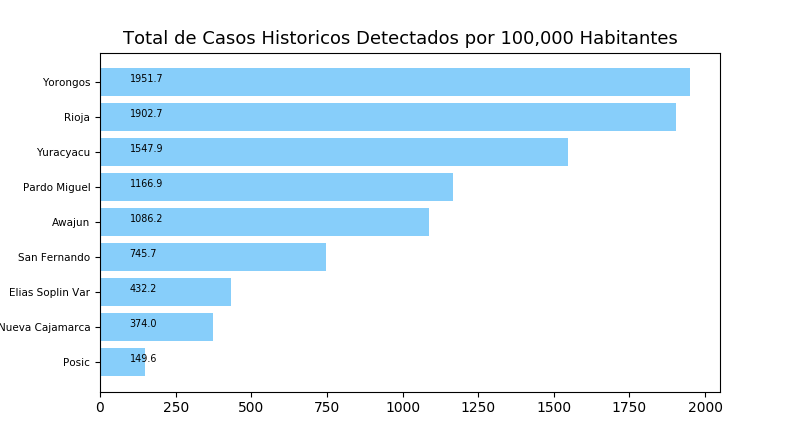 Total de Casos Historicos Detectados por 100,000 Habitantes
Yorongos 1951.7
Rioja 1902.7
Yuracyacu 1547.9
Pardo Miguel 1166.9
Awajun 1086.2
San Fernando 745.7
Elias Soplin Var 432.2
Nueva Cajamarca 374.0
Posic 149.6
0 250 500 750 1000 1250 1500 1750 2000